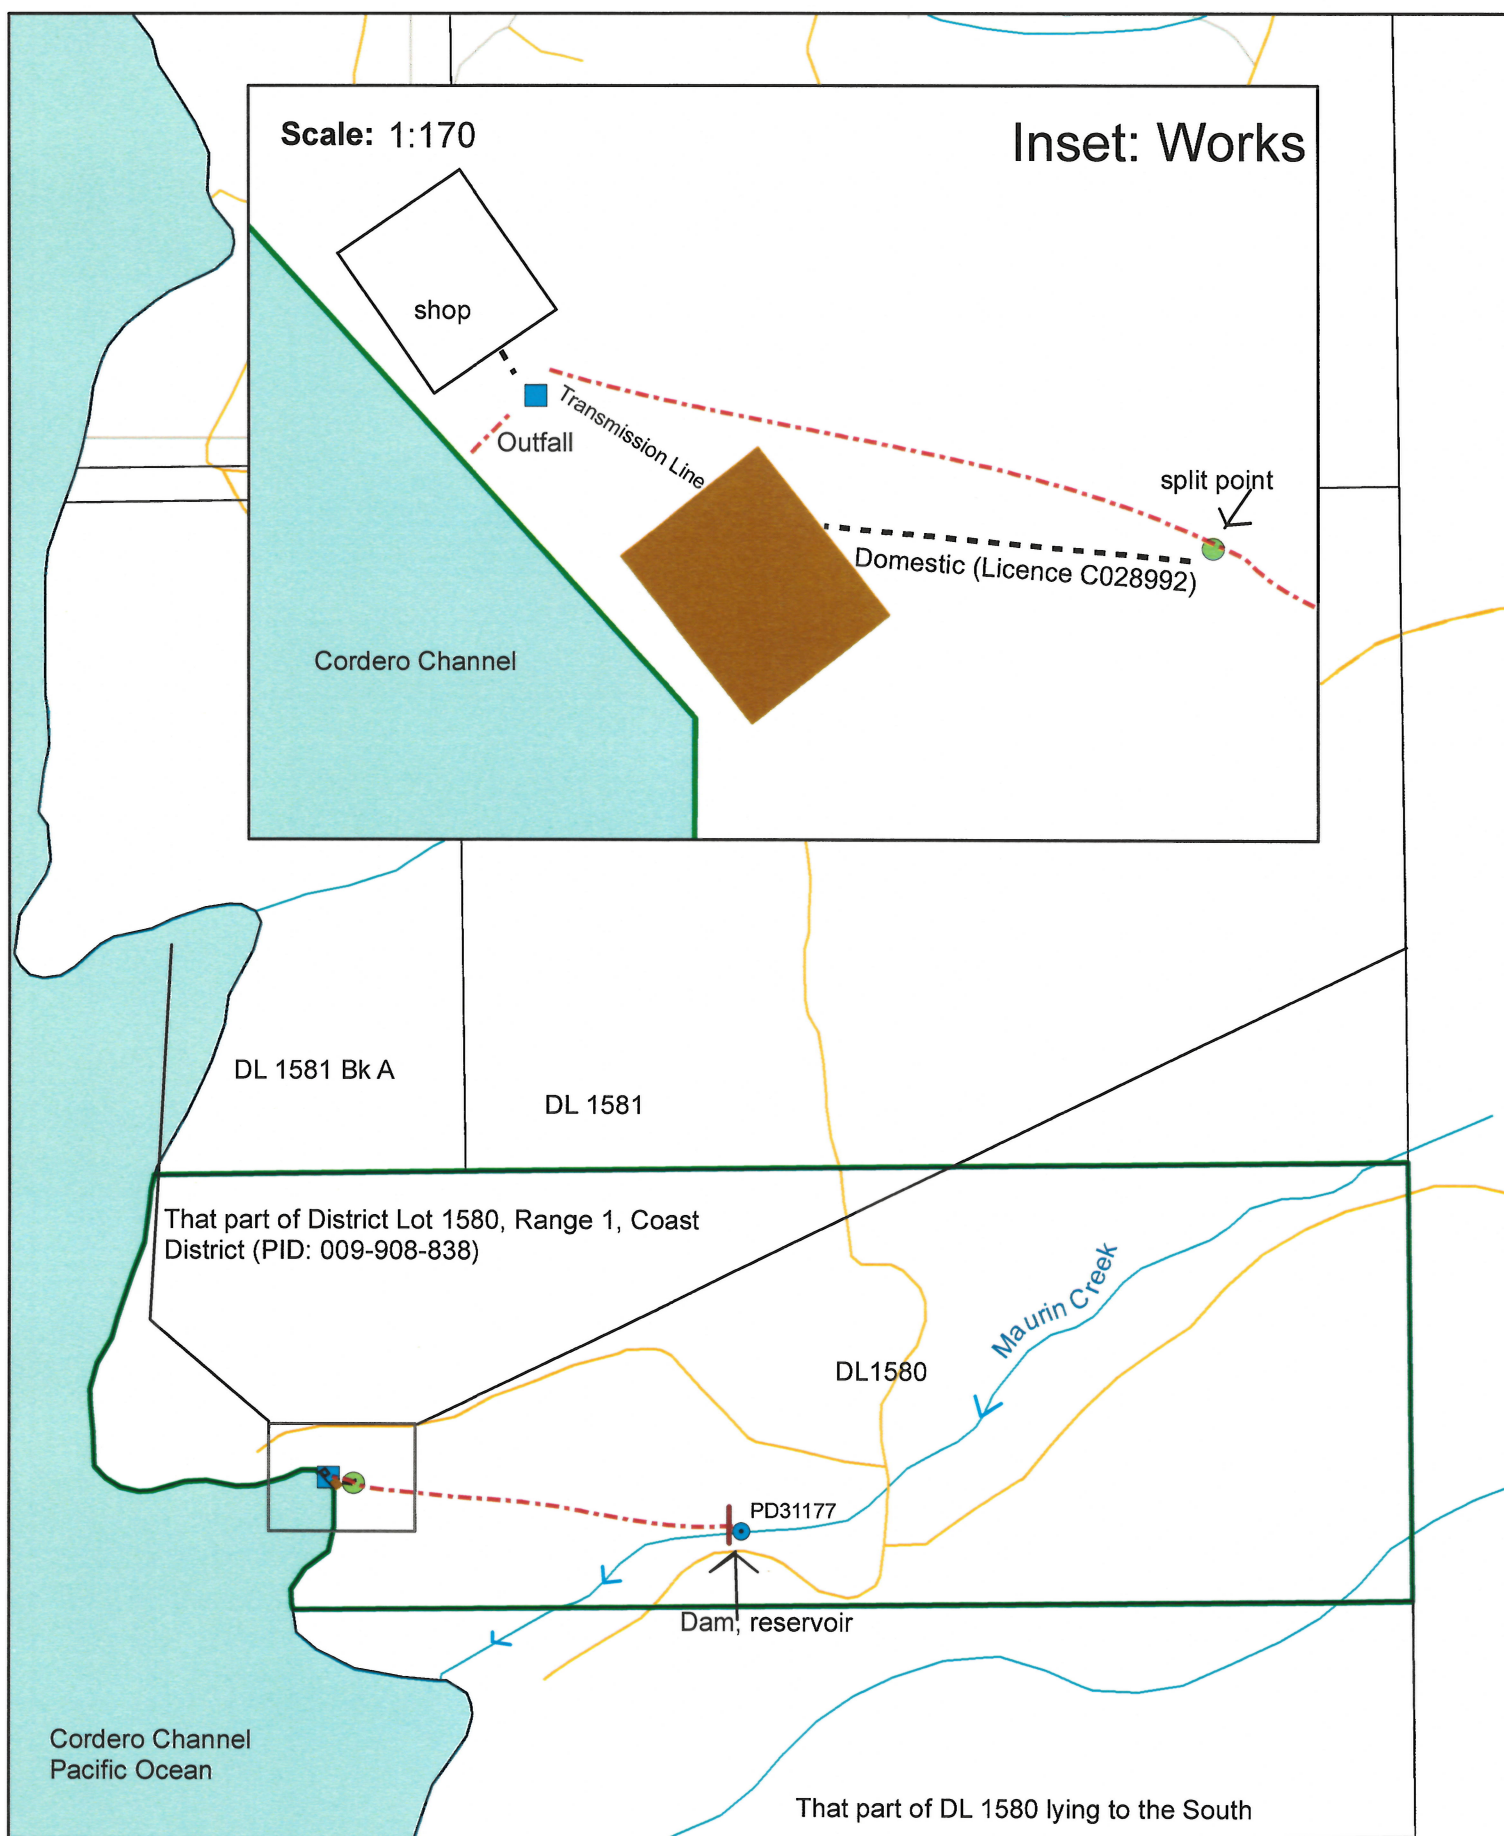 Scale: 1:170
Inset: Works
shop
Transmission Line
Outfall
split point
Domestic (Licence C028992)
Cordero Channel
DL 1581 Bk A
DL 1581
That part of District Lot 1580, Range 1, Coast
District (PID: 009-908-838)
Maurin Creek
DL1580
PD31177
Dam, reservoir
Cordero Channel
Pacific Ocean
That part of DL 1580 lying to the South